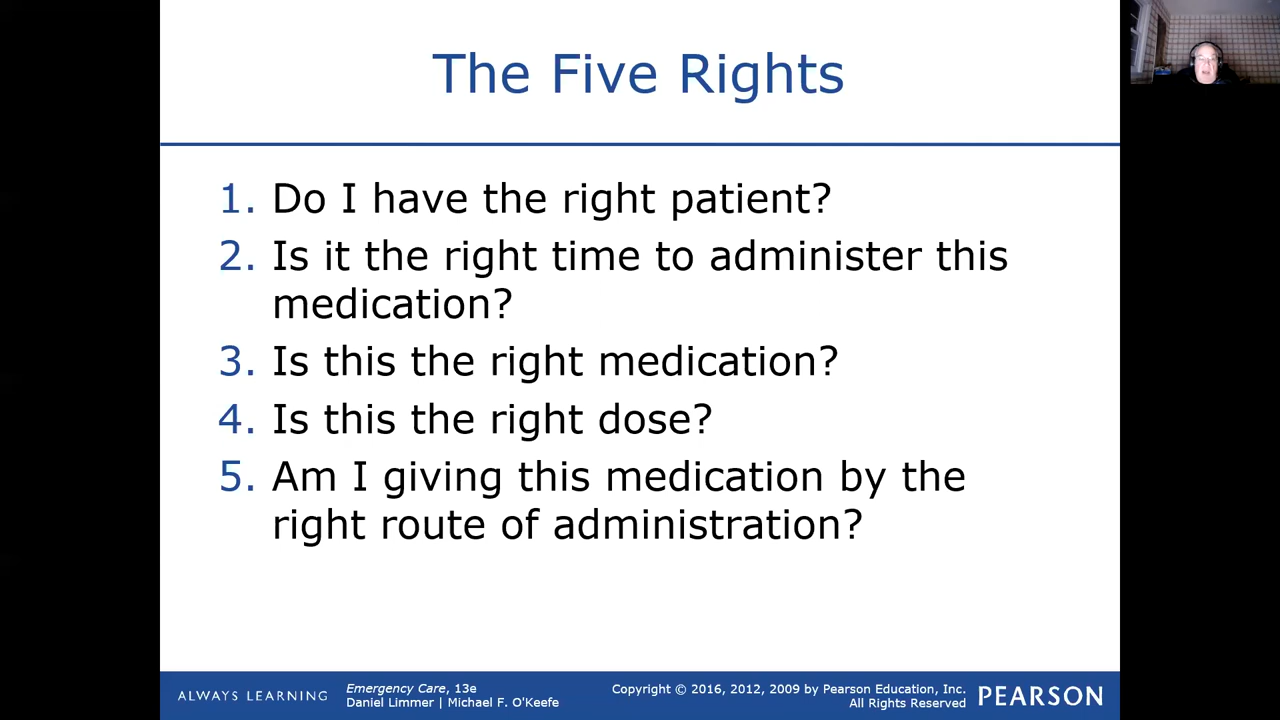 The Five Rights
1. Do I have the right patient?
2. Is it the right time to administer this
medication?
3. Is this the right medication?
4. Is this the right dose?
5. Am I giving this medication by the
right route of administration?
ALWAYS LEARNING
Emergency Care, 13e
Daniel Limmer | Michael F. O'Keefe
Copyright © 2016, 2012, 2009 by Pearson Education, Inc.
All Rights Reserved
PEARSON